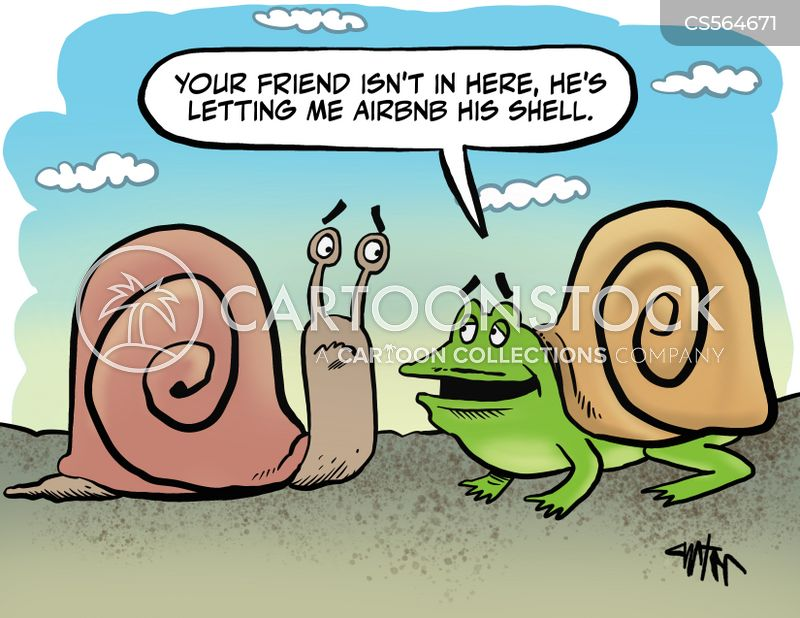 CS564671
YOUR FRIEND ISN'T IN HERE, HE'S
LETTING ME AIRBNB HIS SHELL.
CARTOONSTOCK
A CARTOON COLLECTIONS COMPANY